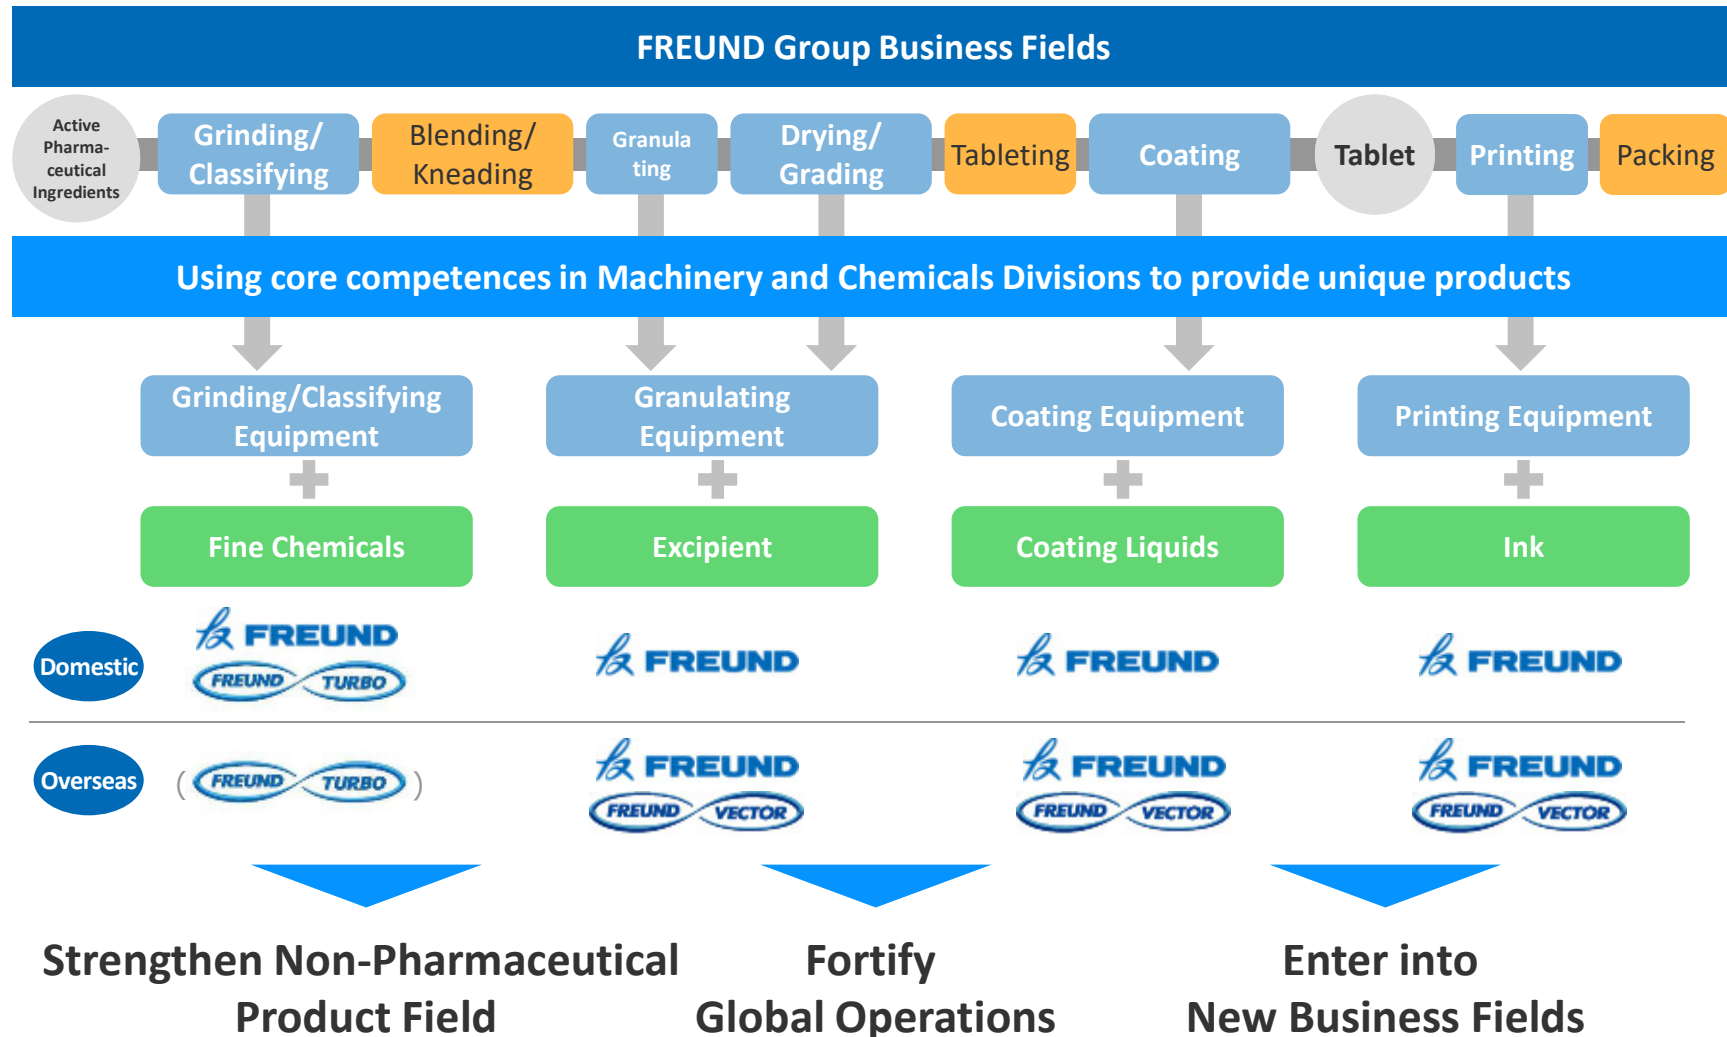 FREUND Group Business Fields
Active
Pharma-
ceutical
Ingredients
Grinding/
Classifying
Blending/
Kneading
Granula
ting
Drying/
Grading
Tableting
Coating
Tablet
Printing
Packing
Using core competences in Machinery and Chemicals Divisions to provide unique products
Grinding/Classifying
Equipment
Granulating
Equipment
Coating Equipment
Printing Equipment
Fine Chemicals
Excipient
Coating Liquids
Ink
Domestic
FREUND
FREUND TURBO
FREUND
FREUND
FREUND
Overseas
( FREUND TURBO )
FREUND
FREUND VECTOR
FREUND
FREUND VECTOR
FREUND
FREUND VECTOR
Strengthen Non-Pharmaceutical
Product Field
Fortify
Global Operations
Enter into
New Business Fields